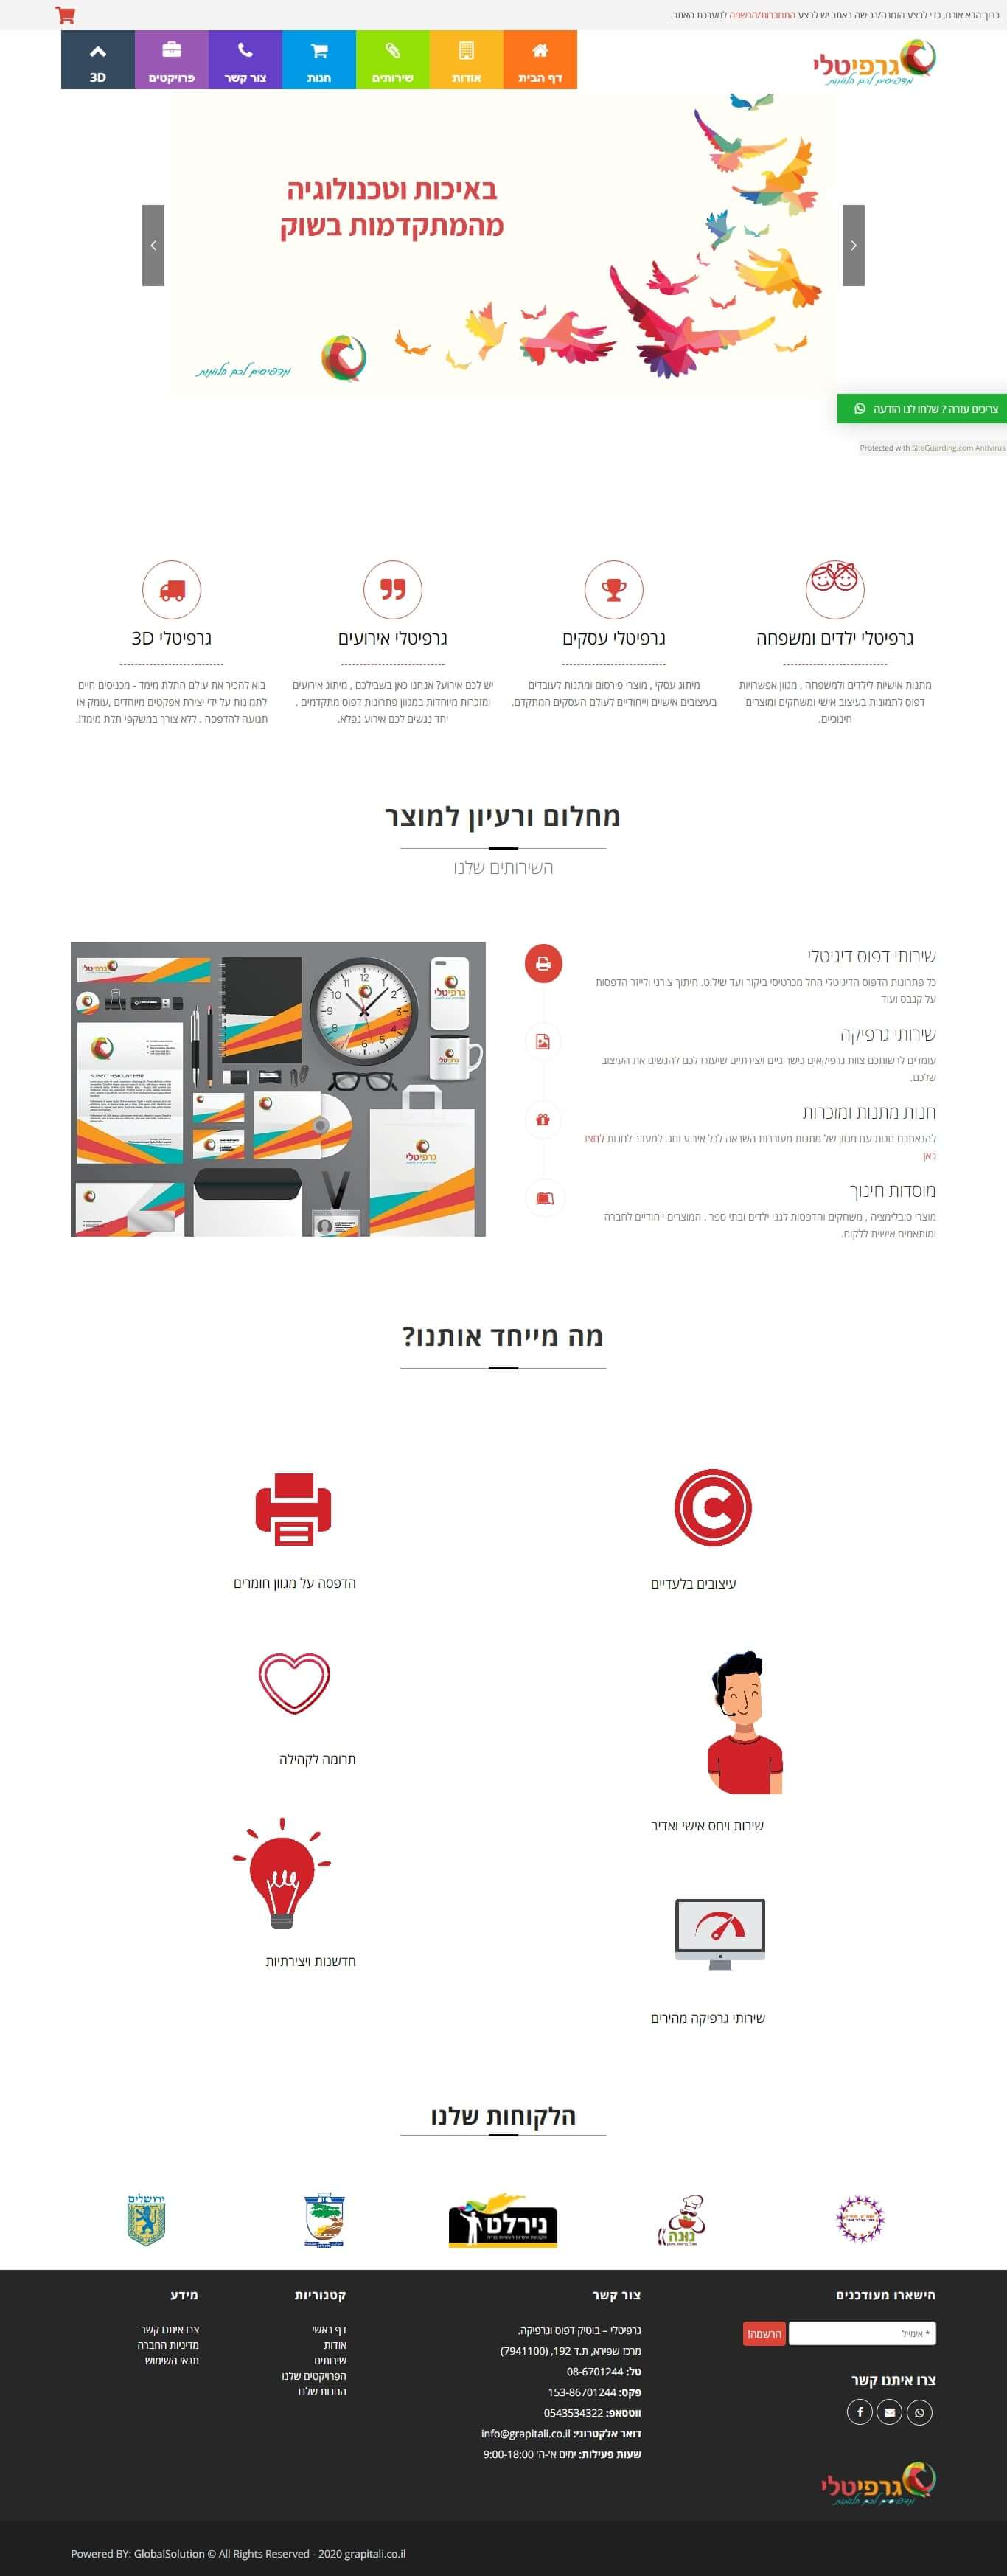 ברוך הבא אורח, כדי לבצע הזמנה/רכישה באתר יש לבצע התחברות/הרשמה למערכת האתר.
גרפיטלי
מדפיסים לכם חלומות
דף הבית
אודות
שירותים
חנות
צור קשר
פרויקטים
3D
באיכות וטכנולוגיה
מהמתקדמות בשוק
מדפיסים לכם חלומות
צריכים עזרה ? שלחו לנו הודעה
Protected with SiteGuarding.com Antivirus
גרפיטלי ילדים ומשפחה
מתנות אישיות לילדים ולמשפחה , מגוון אפשרויות
דפוס לתמונות בעיצוב אישי ומשחקים ומוצרים
חינוכיים.
גרפיטלי עסקים
מיתוג עסקי , מוצרי פירסום ומתנות לעובדים
בעיצובים אישיים וייחודיים לעולם העסקים המתקדם.
גרפיטלי אירועים
יש לכם אירוע? אנחנו כאן בשבילכם , מיתוג אירועים
ומזכרות מיוחדות במגוון פתרונות דפוס מתקדמים .
יחד נגשים לכם אירוע נפלא.
גרפיטלי 3D
בוא להכיר את עולם התלת מימד - מכניסים חיים
לתמונות על ידי יצירת אפקטים מיוחדים ,עומק או
תנועה להדפסה . ללא צורך במשקפי תלת מימד!.
מחלום ורעיון למוצר
השירותים שלנו
שירותי דפוס דיגיטלי
כל פתרונות הדפוס הדיגיטלי החל מכרטיסי ביקור ועד שילוט. חיתוך צורני ולייזר הדפסות
על קנבס ועוד
שירותי גרפיקה
עומדים לרשותכם צוות גרפיקאים כישרוניים ויצירתיים שיעזרו לכם להגשים את העיצוב
שלכם.
חנות מתנות ומזכרות
להנאתכם חנות עם מגוון של מתנות מעוררות השראה לכל אירוע וחג. למעבר לחנות לחצו
כאן
מוסדות חינוך
מוצרי סובלימציה , משחקים והדפסות לגני ילדים ובתי ספר . המוצרים ייחודיים לחברה
ומותאמים אישית ללקוח.
גרפיטלי
SUBJECT HEADLINE HERE
מה מייחד אותנו?
עיצובים בלעדיים
הדפסה על מגוון חומרים
שירות ויחס אישי ואדיב
תרומה לקהילה
שירותי גרפיקה מהירים
חדשנות ויצירתיות
הלקוחות שלנו
גונה
נירלט
ירושלים
הישארו מעודכנים
* אימייל
הרשמה!
צרו איתנו קשר
גרפיטלי
מדפיסים לכם חלומות
צור קשר
גרפיטלי – בוטיק דפוס וגרפיקה.
מרכז שפירא, ת.ד 192, (7941100)
טל: 08-6701244
פקס: 153-86701244
ווטסאפ: 0543534322
דואר אלקטרוני: info@grapitali.co.il
שעות פעילות: ימים א'-ה' 9:00-18:00
קטגוריות
דף ראשי
אודות
שירותים
הפרויקטים שלנו
החנות שלנו
מידע
צרו איתנו קשר
מדיניות החברה
תנאי השימוש
Powered BY: GlobalSolution © All Rights Reserved - 2020 grapitali.co.il